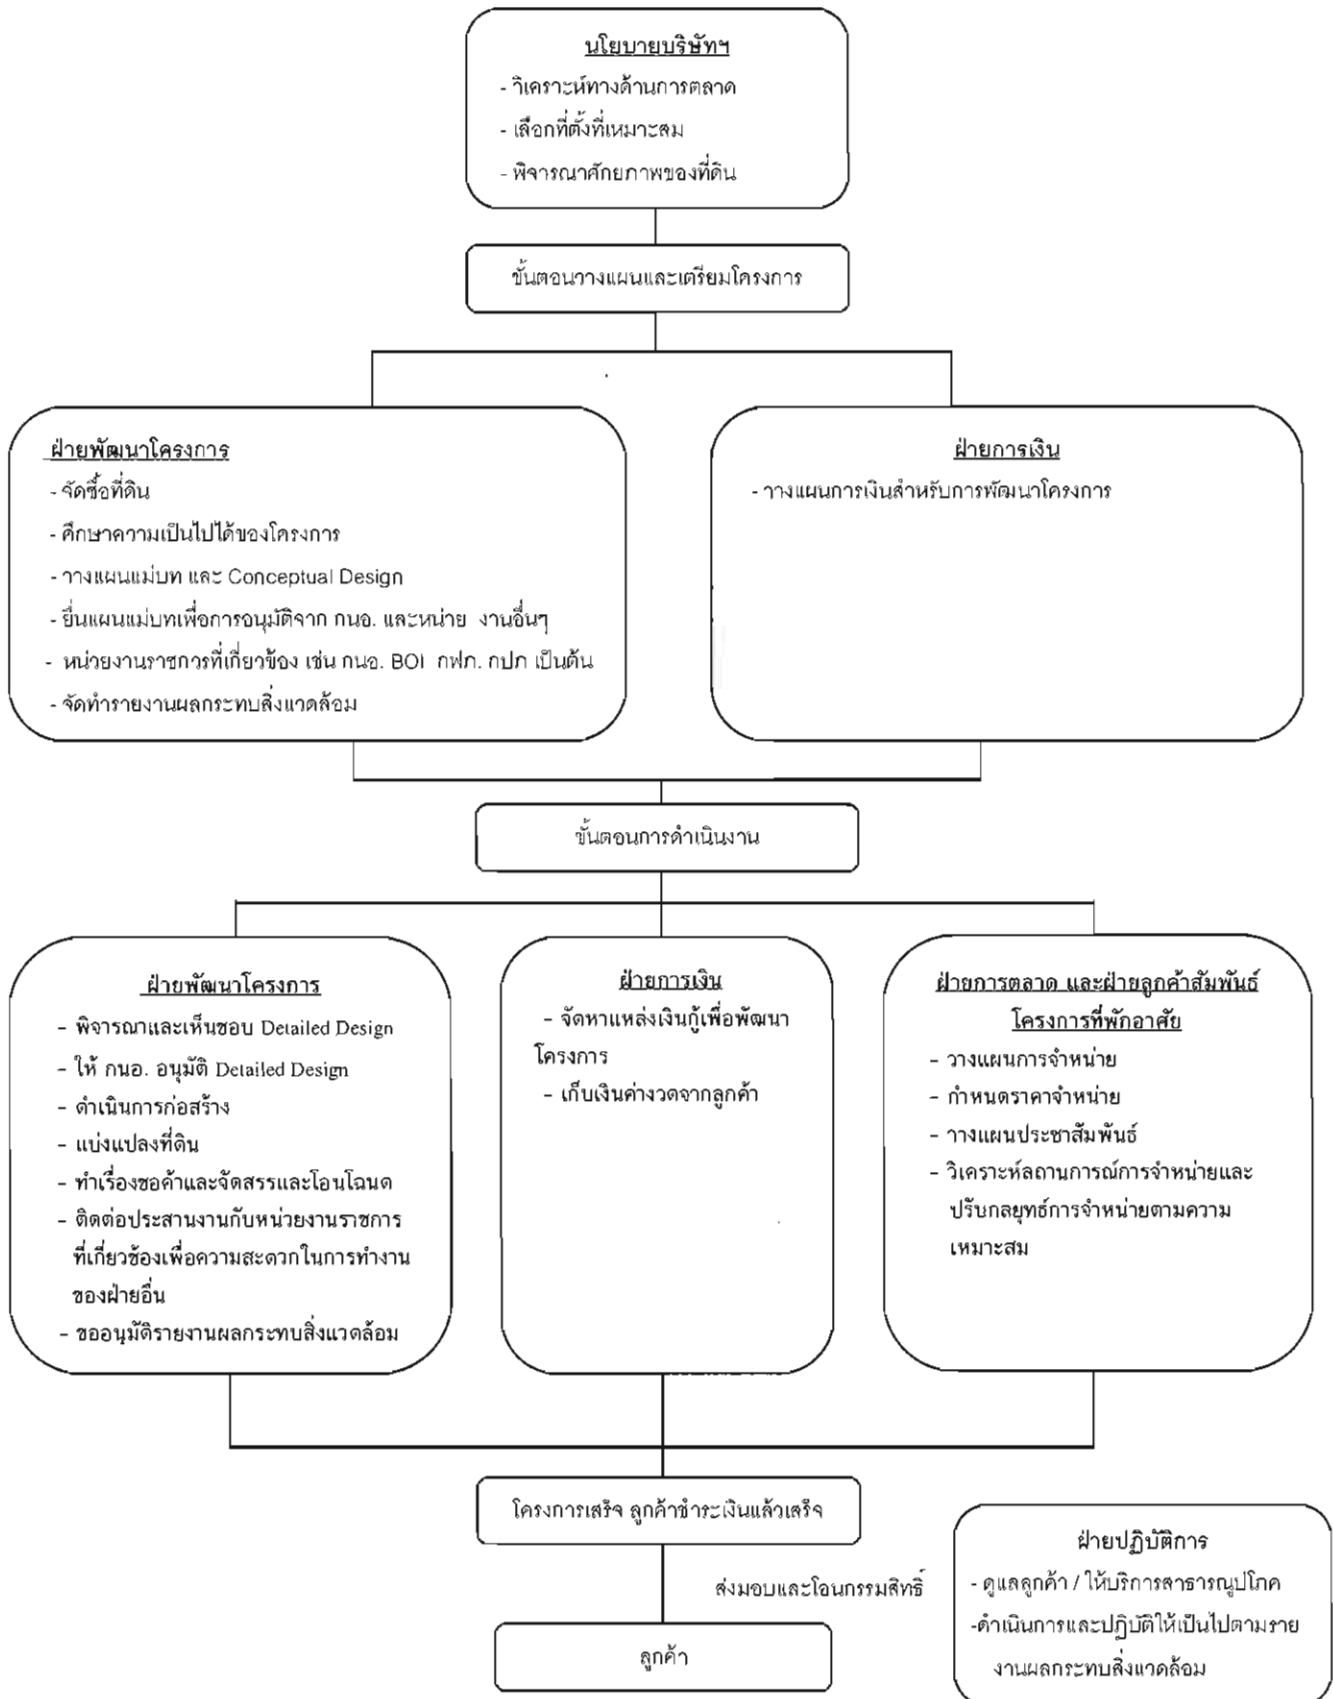 นโยบายบริษัทฯ
- วิเคราะห์ทางด้านการตลาด
- เลือกที่ตั้งที่เหมาะสม
- พิจารณาศักยภาพของที่ดิน
ขั้นตอนวางแผนและเตรียมโครงการ
ฝ่ายพัฒนาโครงการ
- จัดซื้อที่ดิน
- ศึกษาความเป็นไปได้ของโครงการ
- วางแผนแม่บท และ Conceptual Design
- ยื่นแผนแม่บทเพื่อการอนุมัติจาก กนอ. และหน่าย งานอื่นๆ
- หน่วยงานราชการที่เกี่ยวข้อง เช่น กนอ. BOI กฟภ. กปภ เป็นต้น
- จัดทำรายงานผลกระทบสิ่งแวดล้อม
ฝ่ายการเงิน
- วางแผนการเงินสำหรับการพัฒนาโครงการ
ขั้นตอนการดำเนินงาน
ฝ่ายพัฒนาโครงการ
- พิจารณาและเห็นชอบ Detailed Design
- ให้ กนอ. อนุมัติ Detailed Design
- ดำเนินการก่อสร้าง
- แบ่งแปลงที่ดิน
- ทำเรื่องขอค้าและจัดสรรและโอนโฉนด
- ติดต่อประสานงานกับหน่วยงานราชการ
ที่เกี่ยวข้องเพื่อความสะดวกในการทำงาน
ของฝ่ายอื่น
- ขออนุมัติรายงานผลกระทบสิ่งแวดล้อม
ฝ่ายการเงิน
- จัดหาแหล่งเงินกู้เพื่อพัฒนา
โครงการ
- เก็บเงินค่างวดจากลูกค้า
ฝ่ายการตลาด และฝ่ายลูกค้าสัมพันธ์
โครงการที่พักอาศัย
- วางแผนการจำหน่าย
- กำหนดราคาจำหน่าย
- วางแผนประชาสัมพันธ์
- วิเคราะห์สถานการณ์การจำหน่ายและ
ปรับกลยุทธ์การจำหน่ายตามความ
เหมาะสม
โครงการเสร็จ ลูกค้าชำระเงินแล้วเสร็จ
ส่งมอบและโอนกรรมสิทธิ์
ลูกค้า
ฝ่ายปฏิบัติการ
- ดูแลลูกค้า / ให้บริการสาธารณูปโภค
-ดำเนินการและปฏิบัติให้เป็นไปตามราย
งานผลกระทบสิ่งแวดล้อม